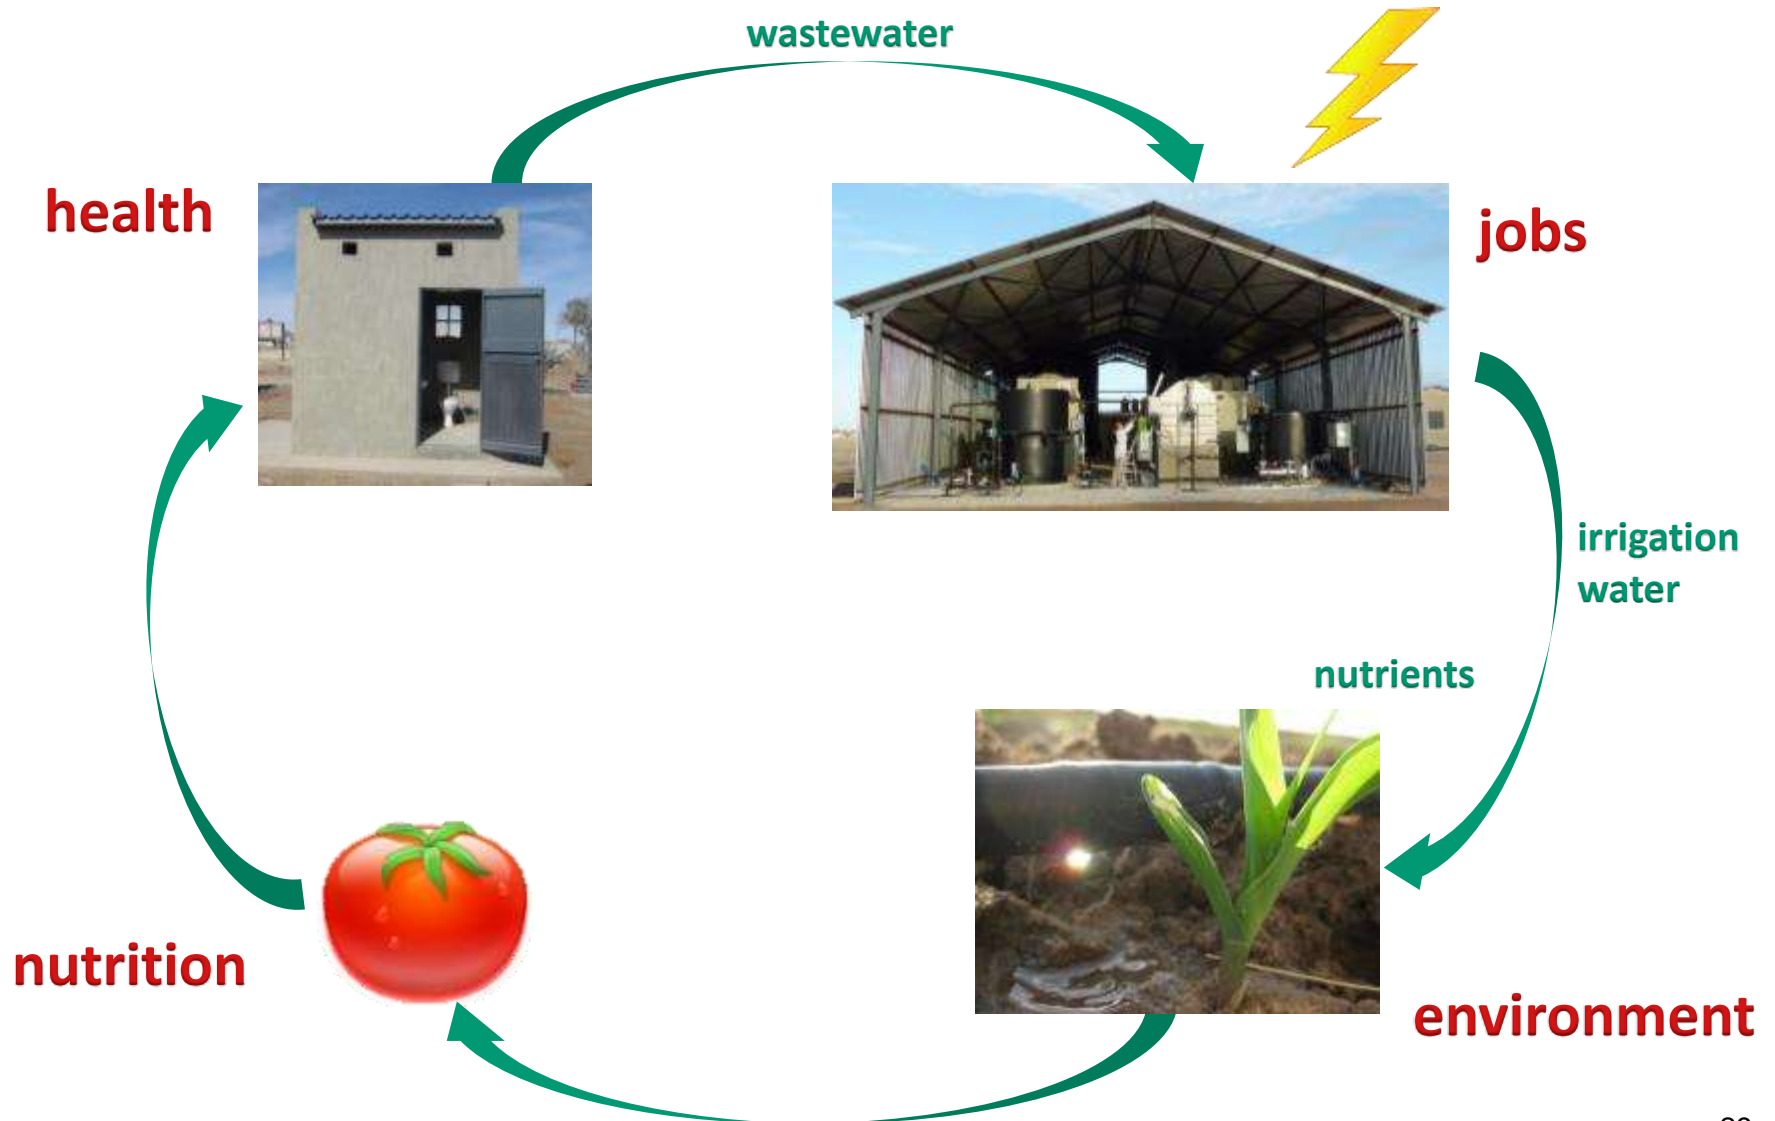 wastewater
health
jobs
irrigation
water
nutrients
nutrition
environment